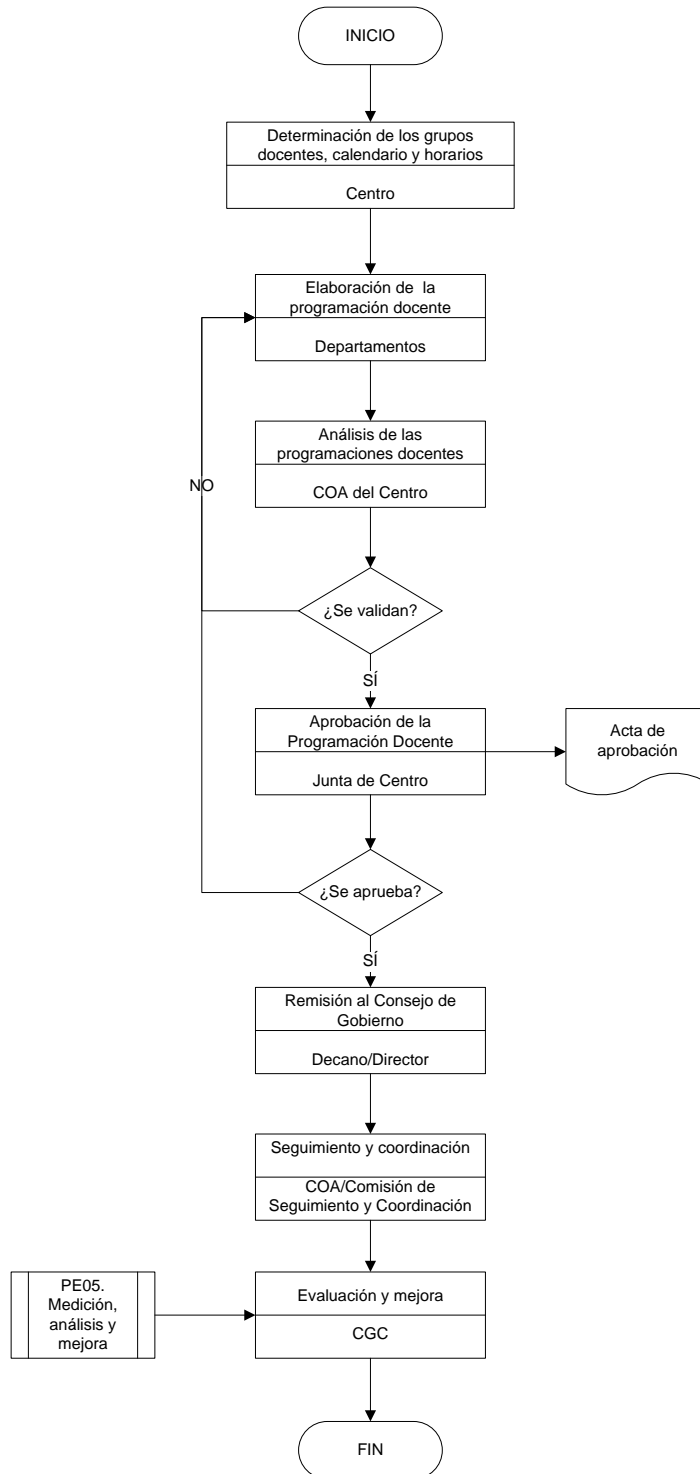 INICIO
Determinación de los grupos
docentes, calendario y horarios
Centro
Elaboración de la
programación docente
Departamentos
Análisis de las
programaciones docentes
COA del Centro
NO
¿Se validan?
SÍ
Aprobación de la
Programación Docente
Junta de Centro
Acta de
aprobación
¿Se aprueba?
SÍ
Remisión al Consejo de
Gobierno
Decano/Director
Seguimiento y coordinación
COA/Comisión de
Seguimiento y Coordinación
PE05.
Medición,
análisis y
mejora
Evaluación y mejora
CGC
FIN